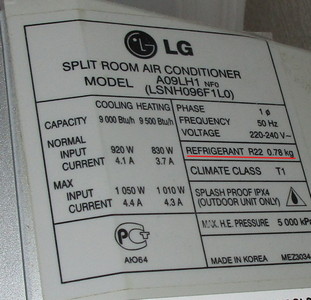 LG
SPLIT ROOM AIR CONDITIONER
MODEL A09LH1 NF0
(LSNH096F1L0)
COOLING HEATING
CAPACITY 9 000 Btu/h 9 500 Btu/h
NORMAL
INPUT 920 W 830 W
CURRENT 4.1 A 3.7 A
MAX
INPUT 1 050 W 1 010 W
CURRENT 4.4 A 4.3 A
PHASE 1 ø
FREQUENCY 50 Hz
VOLTAGE 220-240 V~
REFRIGERANT R22 0.78 kg
CLIMATE CLASS T1
SPLASH PROOF IPX4
(OUTDOOR UNIT ONLY)
MAX. H.E. PRESSURE 5 000 kPa
АЮ64
MADE IN KOREA